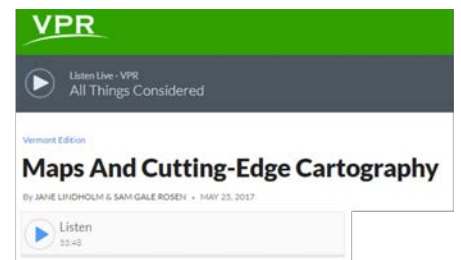 VPR
Listen Live - VPR
All Things Considered
Vermont Edition
Maps And Cutting-Edge Cartography
By JANE LINDHOLM & SAM GALE ROSEN • MAY 25, 2017
Listen
33:48